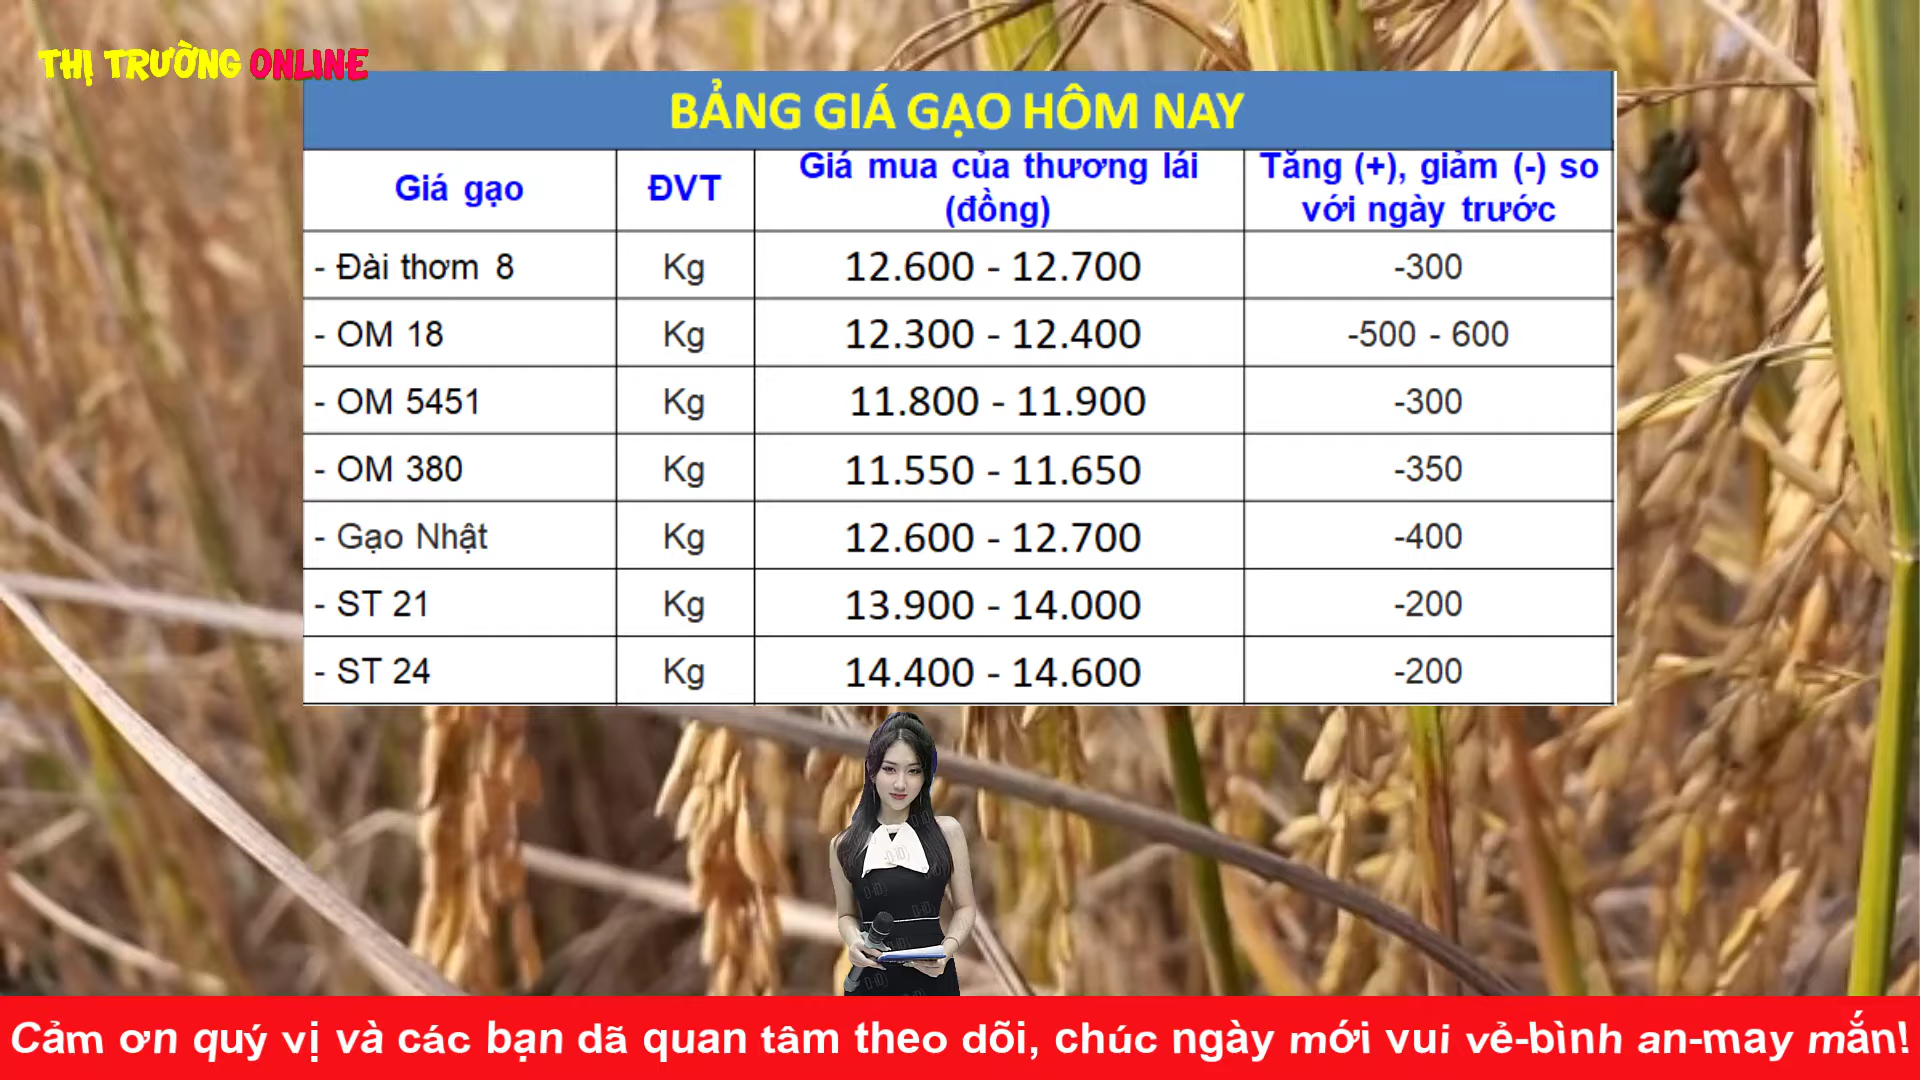 THỊ TRƯỜNG ONLINE
BẢNG GIÁ GẠO HÔM NAY
Giá gạo ĐVT Giá mua của thương lái (đồng) Tăng (+), giảm (-) so với ngày trước
- Đài thơm 8 Kg 12.600 - 12.700 -300
- OM 18 Kg 12.300 - 12.400 -500 - 600
- OM 5451 Kg 11.800 - 11.900 -300
- OM 380 Kg 11.550 - 11.650 -350
- Gạo Nhật Kg 12.600 - 12.700 -400
- ST 21 Kg 13.900 - 14.000 -200
- ST 24 Kg 14.400 - 14.600 -200
Cảm ơn quý vị và các bạn dã quan tâm theo dõi, chúc ngày mới vui vẻ-bình an-may mắn!